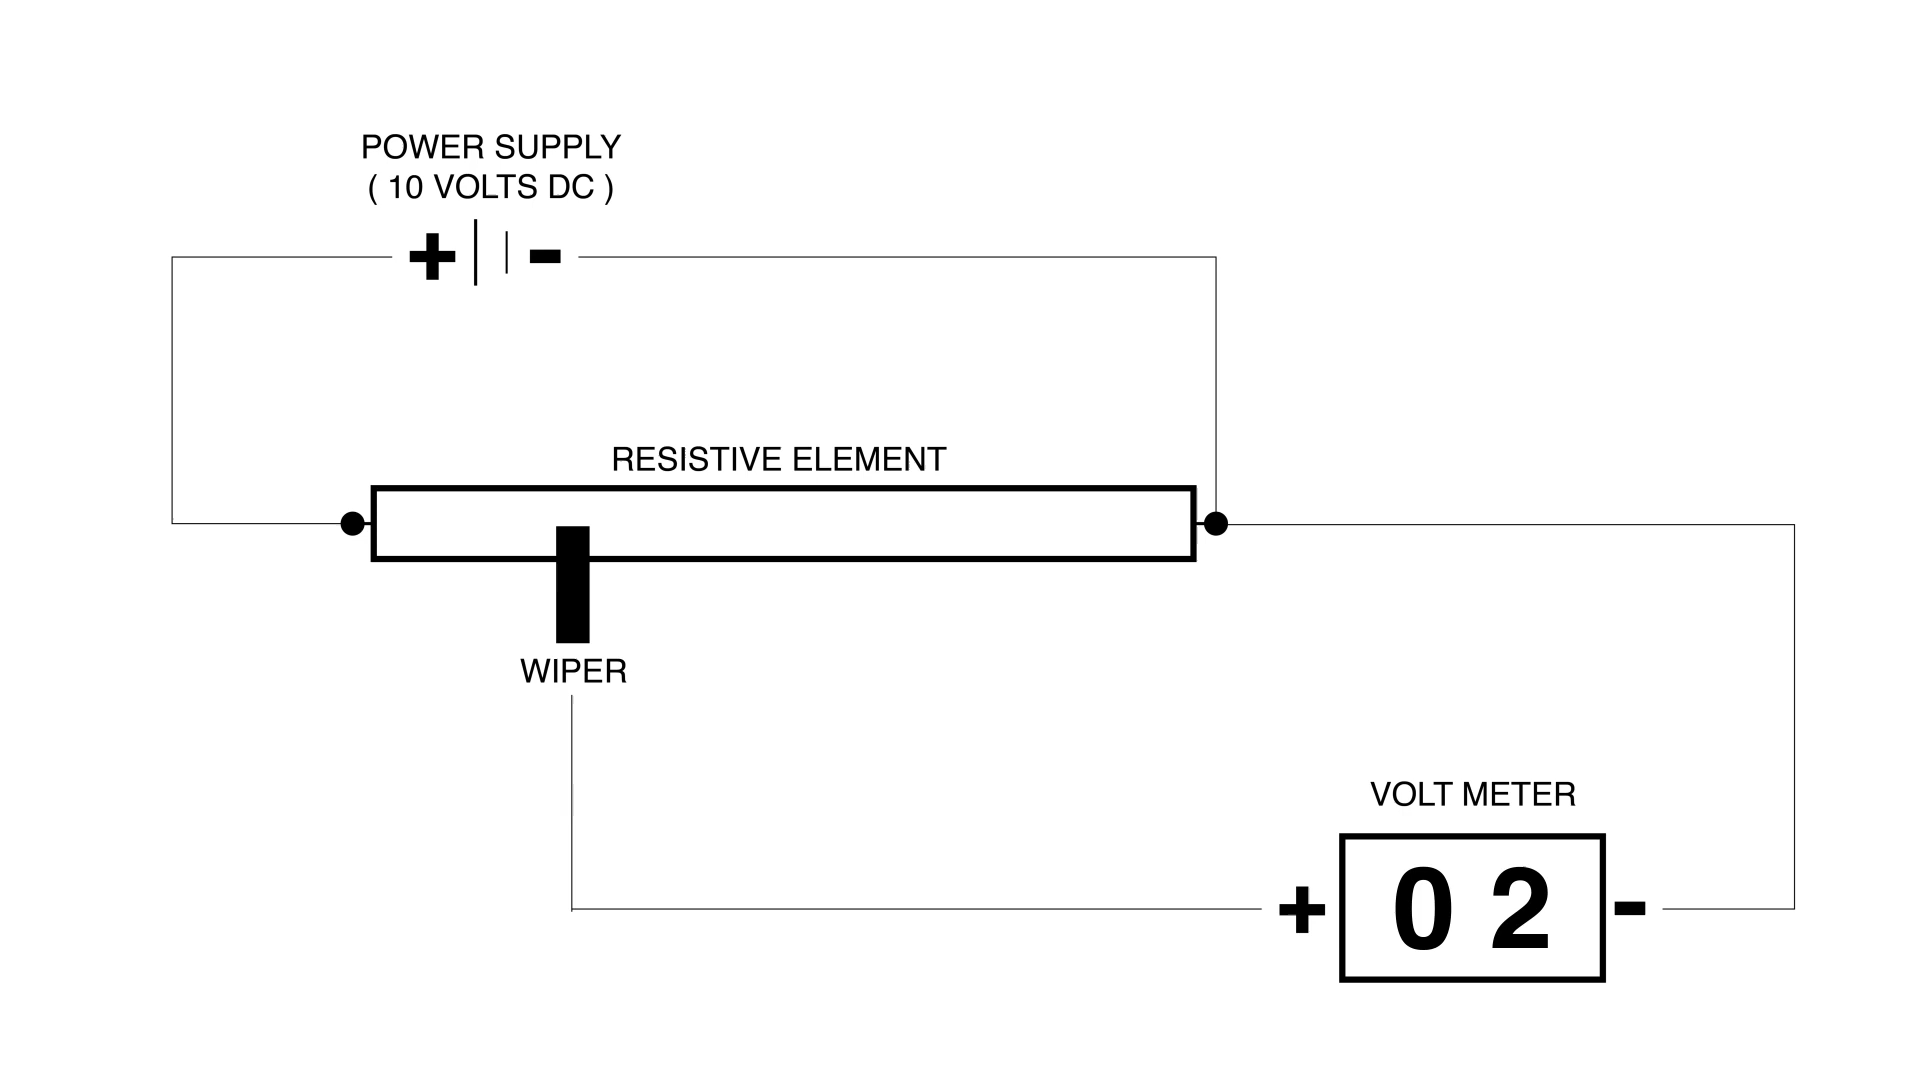 POWER SUPPLY
( 10 VOLTS DC )
+ -
RESISTIVE ELEMENT
WIPER
VOLT METER
+ 0 2 -